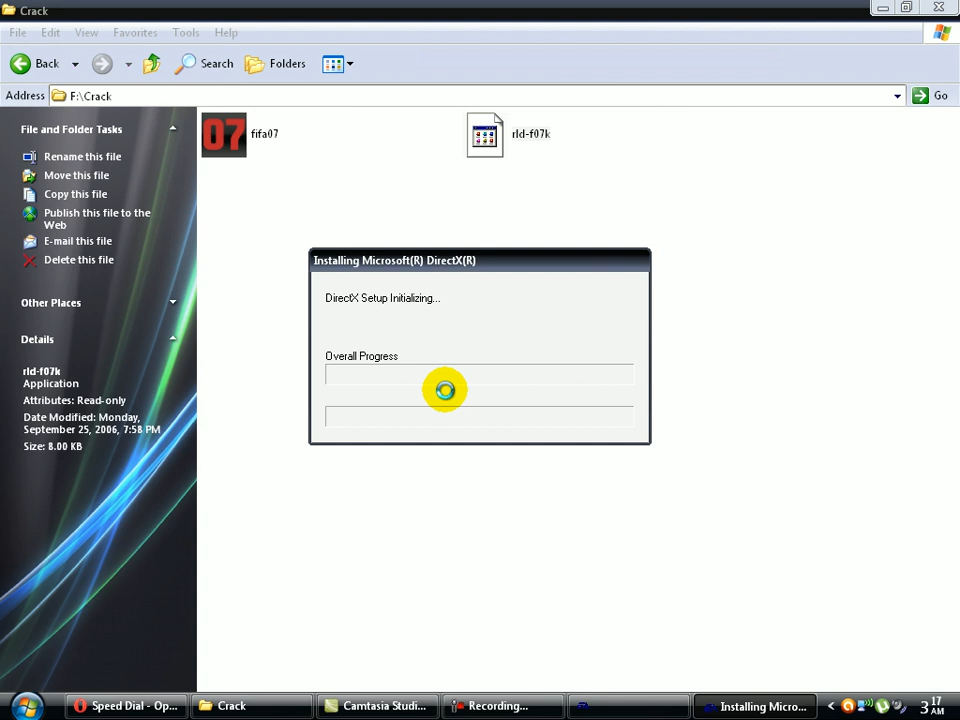 Crack
File Edit View Favorites Tools Help
Back Search Folders
Address F:\Crack Go
File and Folder Tasks
Rename this file
Move this file
Copy this file
Publish this file to the
Web
E-mail this file
Delete this file
Other Places
Details
rld-f07k
Application
Attributes: Read-only
Date Modified: Monday,
September 25, 2006, 7:58 PM
Size: 8.00 KB
07 fifa07
rld-f07k
Installing Microsoft(R) DirectX(R)
DirectX Setup Initializing...
Overall Progress
Speed Dial - Op... Crack Camtasia Studi... Recording... Installing Micro... 3 17 AM